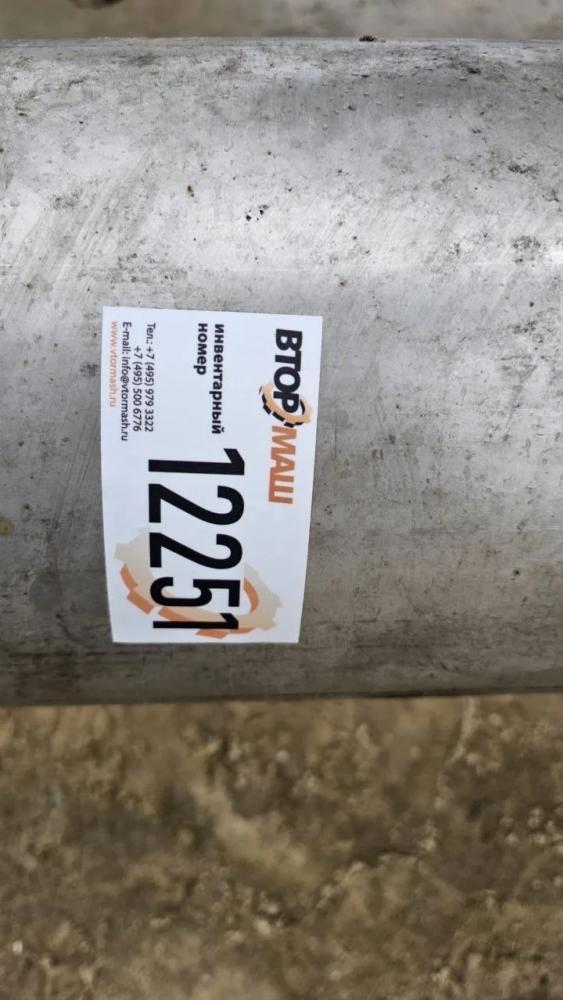 ВТОРМАШ
инвентарный
номер
12251
Тел.: +7 (495) 979 3322
+7 (495) 500 6776
E-mail: info@vtormash.ru
www.vtormash.ru